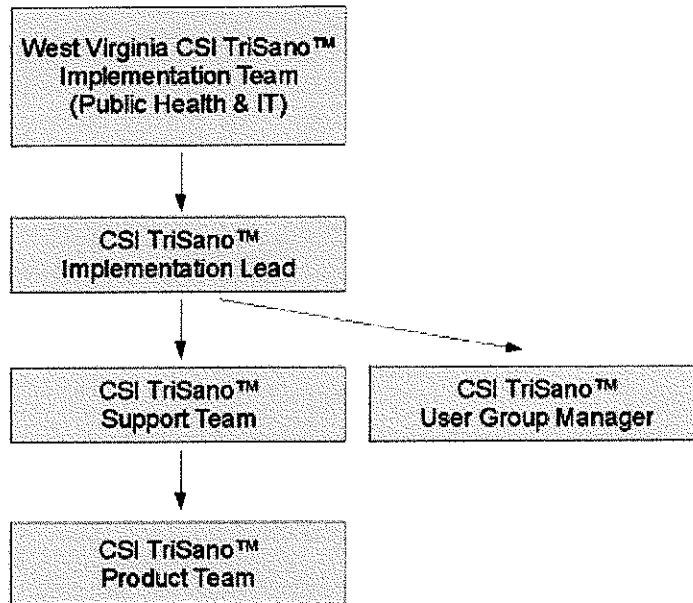 West Virginia CSI TriSano™
Implementation Team
(Public Health & IT)
CSI TriSano™
Implementation Lead
CSI TriSano™
Support Team
CSI TriSano™
User Group Manager
CSI TriSano™
Product Team